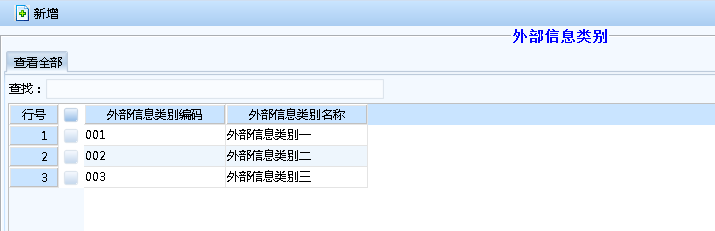 新增
外部信息类别
查看全部
查找：
行号 外部信息类别编码 外部信息类别名称
1 001 外部信息类别一
2 002 外部信息类别二
3 003 外部信息类别三